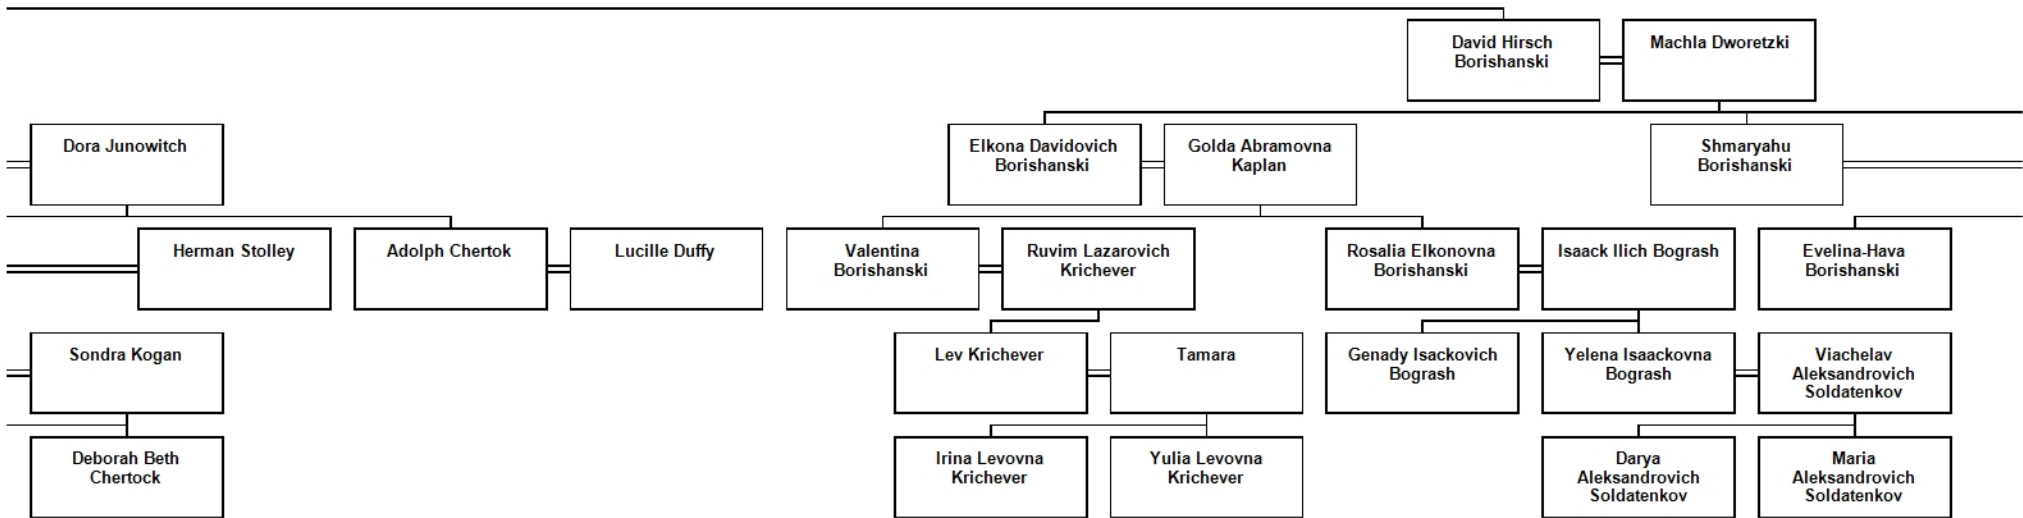 David Hirsch
Borishanski
Machla Dworetzki
Dora Junowitch
Elkona Davidovich
Borishanski
Golda Abramovna
Kaplan
Shmaryahu
Borishanski
Herman Stolley
Adolph Chertok
Lucille Duffy
Valentina
Borishanski
Ruvim Lazarovich
Krichever
Rosalia Elkonovna
Borishanski
Isaack Ilich Bogrash
Evelina-Hava
Borishanski
Sondra Kogan
Lev Krichever
Tamara
Genady Isackovich
Bogrash
Yelena Isaackovna
Bogrash
Viachelav
Aleksandrovich
Soldatenkov
Deborah Beth
Chertock
Irina Levovna
Krichever
Yulia Levovna
Krichever
Darya
Aleksandrovich
Soldatenkov
Maria
Aleksandrovich
Soldatenkov